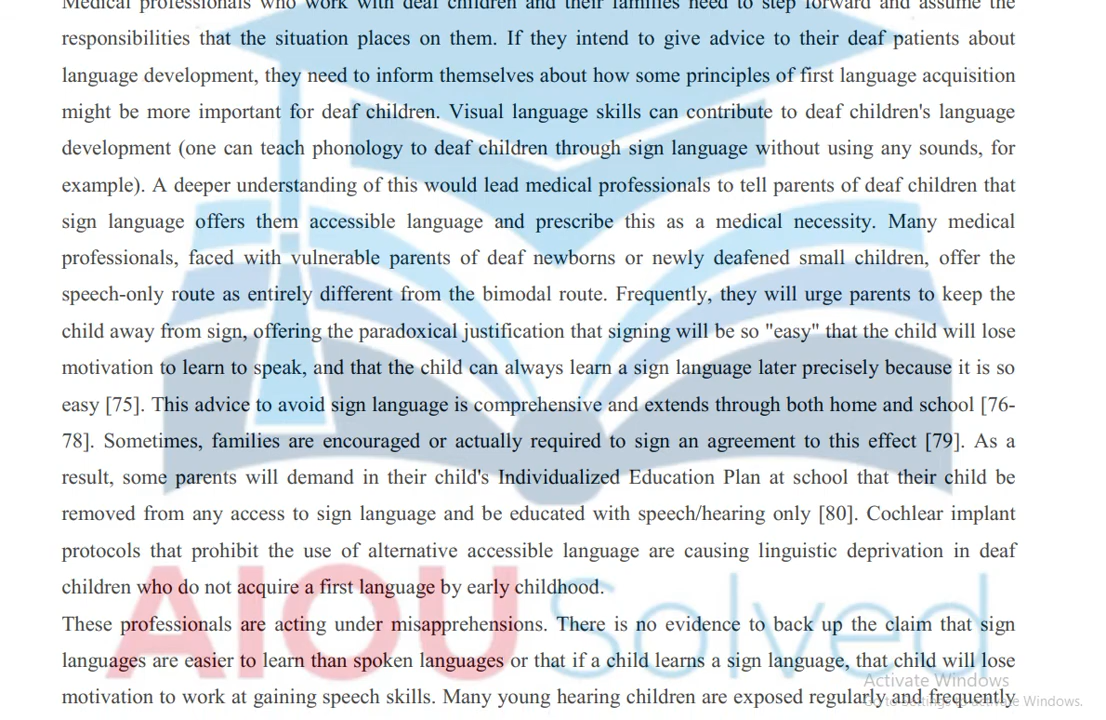 Medical professionals who work with deaf children and their families need to step forward and assume the
responsibilities that the situation places on them. If they intend to give advice to their deaf patients about
language development, they need to inform themselves about how some principles of first language acquisition
might be more important for deaf children. Visual language skills can contribute to deaf children's language
development (one can teach phonology to deaf children through sign language without using any sounds, for
example). A deeper understanding of this would lead medical professionals to tell parents of deaf children that
sign language offers them accessible language and prescribe this as a medical necessity. Many medical
professionals, faced with vulnerable parents of deaf newborns or newly deafened small children, offer the
speech-only route as entirely different from the bimodal route. Frequently, they will urge parents to keep the
child away from sign, offering the paradoxical justification that signing will be so "easy" that the child will lose
motivation to learn to speak, and that the child can always learn a sign language later precisely because it is so
easy [75]. This advice to avoid sign language is comprehensive and extends through both home and school [76-
78]. Sometimes, families are encouraged or actually required to sign an agreement to this effect [79]. As a
result, some parents will demand in their child's Individualized Education Plan at school that their child be
removed from any access to sign language and be educated with speech/hearing only [80]. Cochlear implant
protocols that prohibit the use of alternative accessible language are causing linguistic deprivation in deaf
children who do not acquire a first language by early childhood.
AIOU Solved
These professionals are acting under misapprehensions. There is no evidence to back up the claim that sign
languages are easier to learn than spoken languages or that if a child learns a sign language, that child will lose
motivation to work at gaining speech skills. Many young hearing children are exposed regularly and frequently
Activate Windows
Go to Settings to activate Windows.